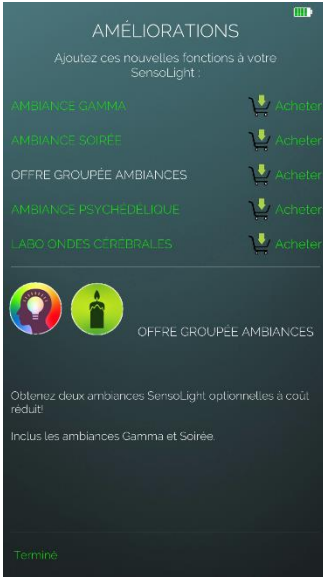 AMÉLIORATIONS
Ajoutez ces nouvelles fonctions à votre
SensoLight :
AMBIANCE GAMMA Acheter
AMBIANCE SOIRÉE Acheter
OFFRE GROUPÉE AMBIANCES Acheter
AMBIANCE PSYCHÉDÉLIQUE Acheter
LABO ONDES CÉRÉBRALES Acheter
OFFRE GROUPÉE AMBIANCES
Obtenez deux ambiances SensoLight optionnelles à coût
réduit!
Inclus les ambiances Gamma et Soirée.
Terminé